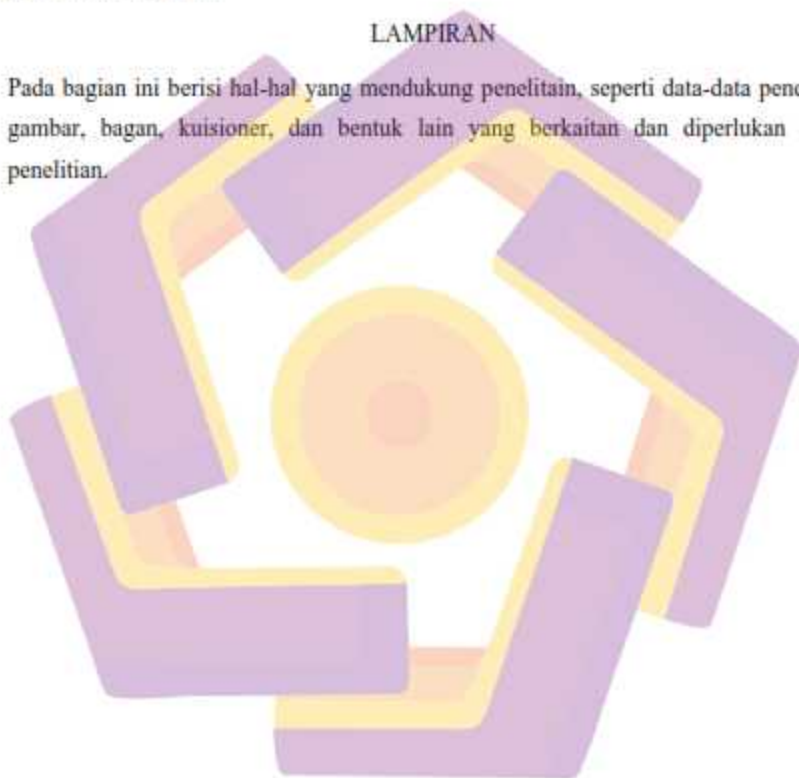 LAMPIRAN
Pada bagian ini berisi hal-hal yang mendukung penelitain, seperti data-data
gambar, bagan, kuisioner, dan bentuk lain yang berkaitan dan diperlukan
penelitian.